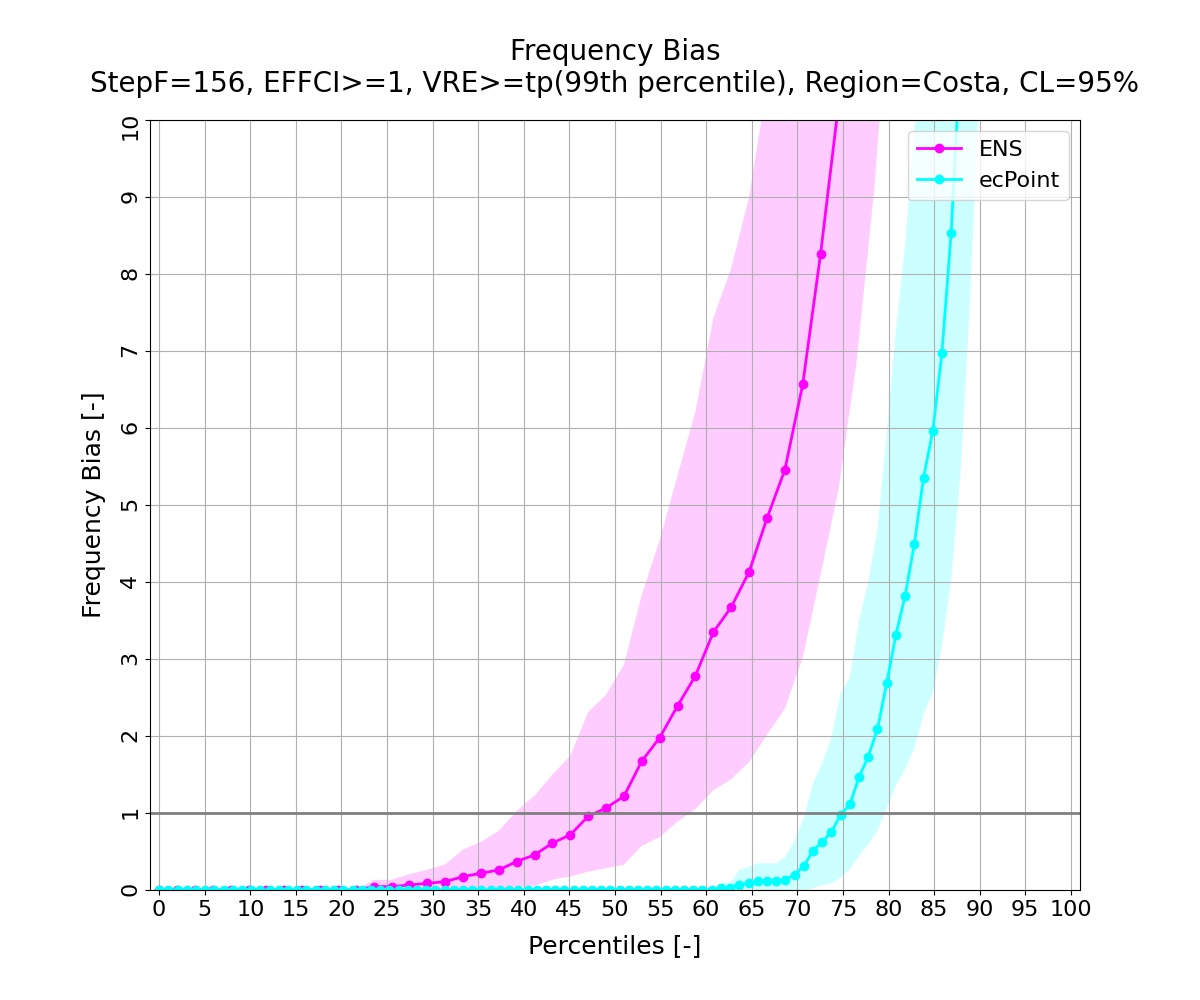 Frequency Bias
StepF=156, EFFCI>=1, VRE>=tp(99th percentile), Region=Costa, CL=95%
10
9
8
7
6
5
4
3
2
1
0
Frequency Bias [-]
ENS
ecPoint
0 5 10 15 20 25 30 35 40 45 50 55 60 65 70 75 80 85 90 95 100
Percentiles [-]